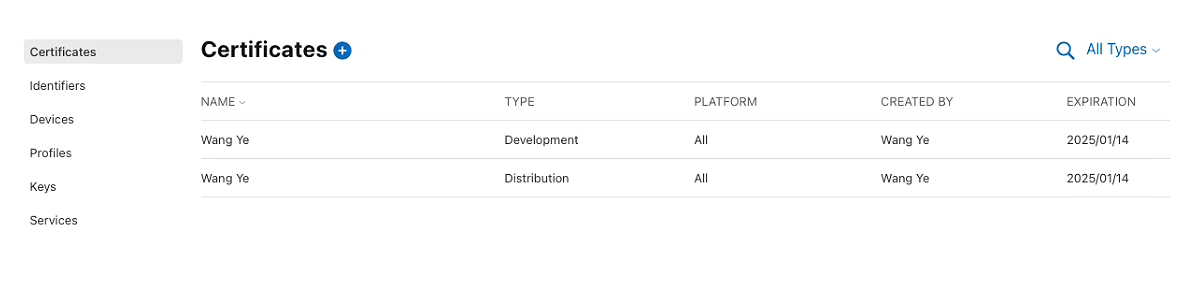 Certificates
Identifiers
Devices
Profiles
Keys
Services
Certificates
All Types
NAME TYPE PLATFORM CREATED BY EXPIRATION
Wang Ye Development All Wang Ye 2025/01/14
Wang Ye Distribution All Wang Ye 2025/01/14